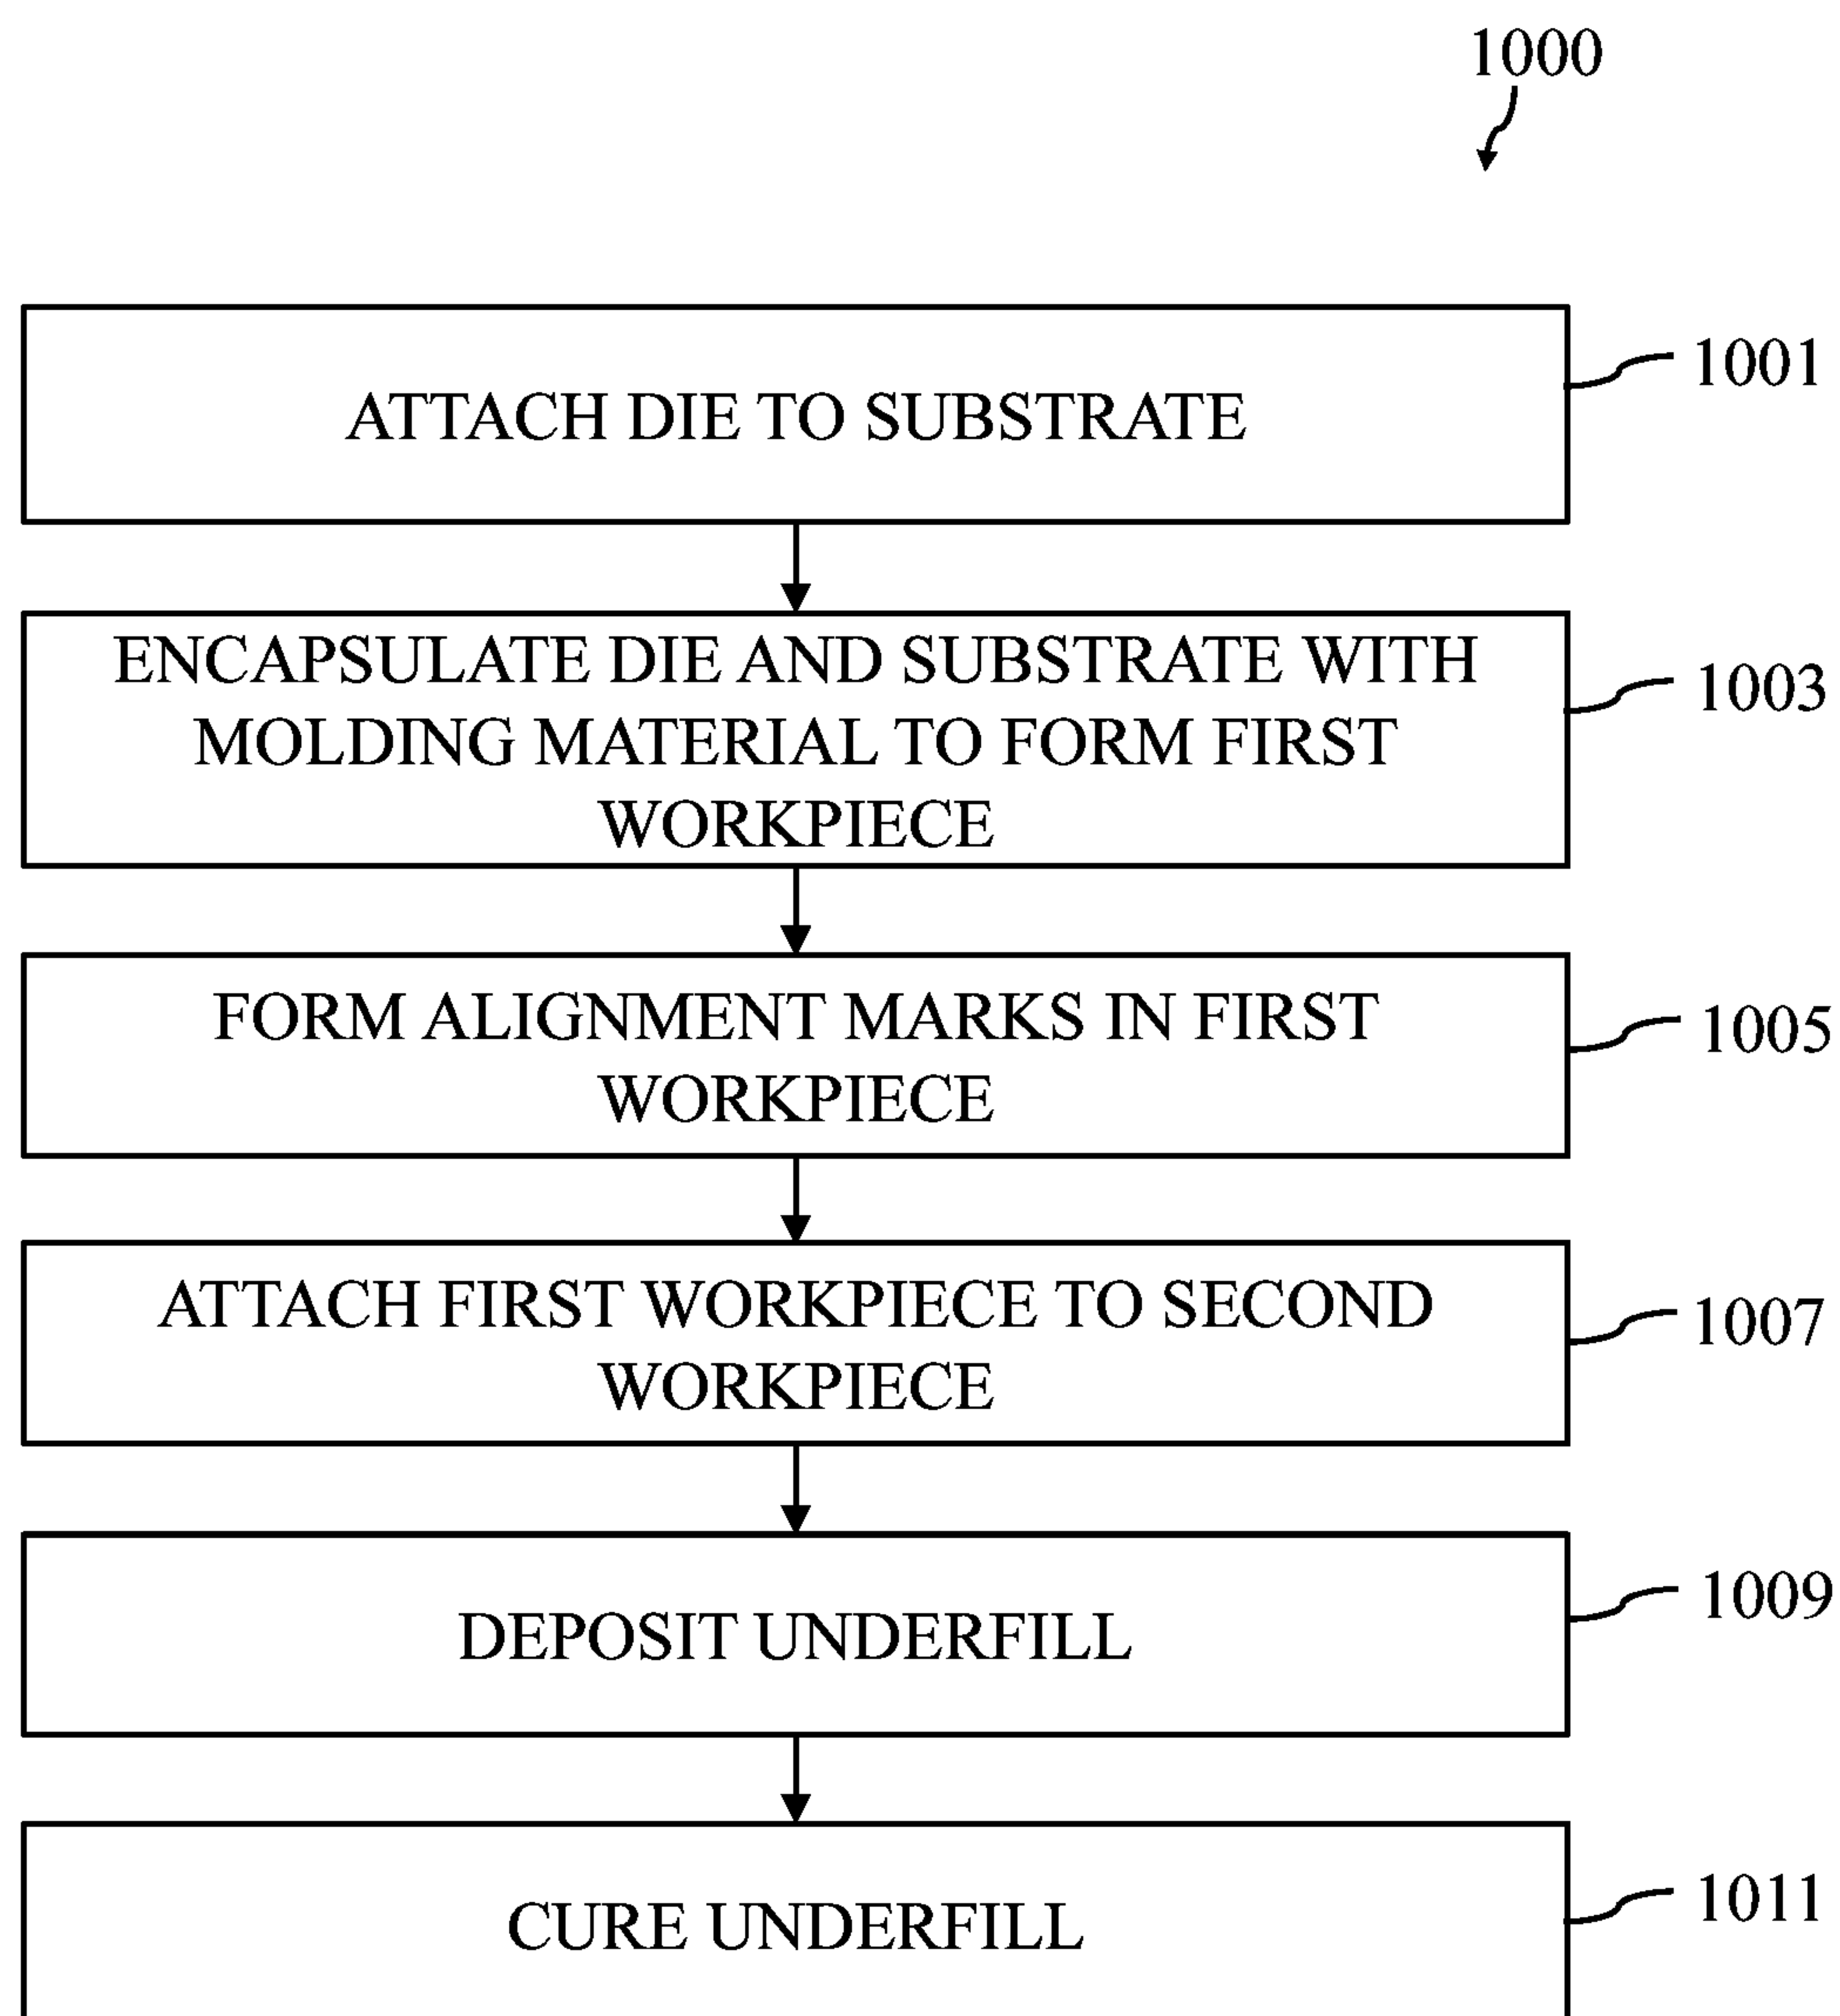 1000
ATTACH DIE TO SUBSTRATE
1001
ENCAPSULATE DIE AND SUBSTRATE WITH
MOLDING MATERIAL TO FORM FIRST
WORKPIECE
1003
FORM ALIGNMENT MARKS IN FIRST
WORKPIECE
1005
ATTACH FIRST WORKPIECE TO SECOND
WORKPIECE
1007
DEPOSIT UNDERFILL
1009
CURE UNDERFILL
1011